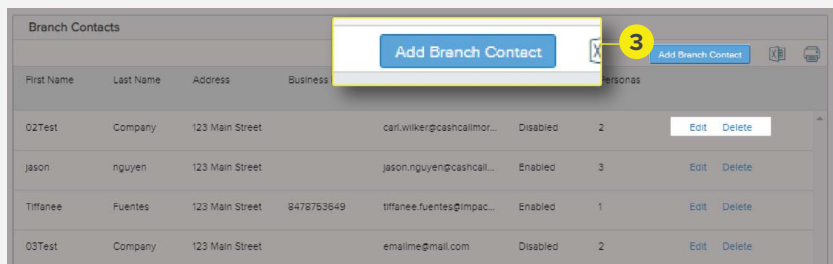 Branch Contacts
Add Branch Contact
3
Add Branch Contact
First Name Last Name Address Business Personas
02Test Company 123 Main Street carl.wilker@cashcallmor... Disabled 2 Edit Delete
jason nguyen 123 Main Street jason.nguyen@cashcall... Enabled 3 Edit Delete
Tiffanee Fuentes 123 Main Street 8478753649 tiffanee.fuentes@impac... Enabled 1 Edit Delete
03Test Company 123 Main Street emailme@mail.com Disabled 2 Edit Delete